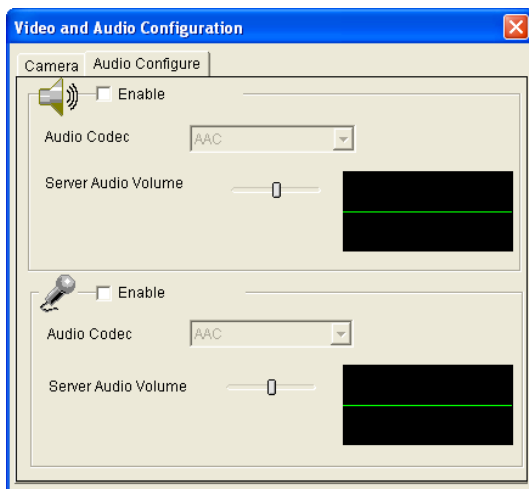 Video and Audio Configuration
Camera Audio Configure
Enable
Audio Codec AAC
Server Audio Volume
Enable
Audio Codec AAC
Server Audio Volume